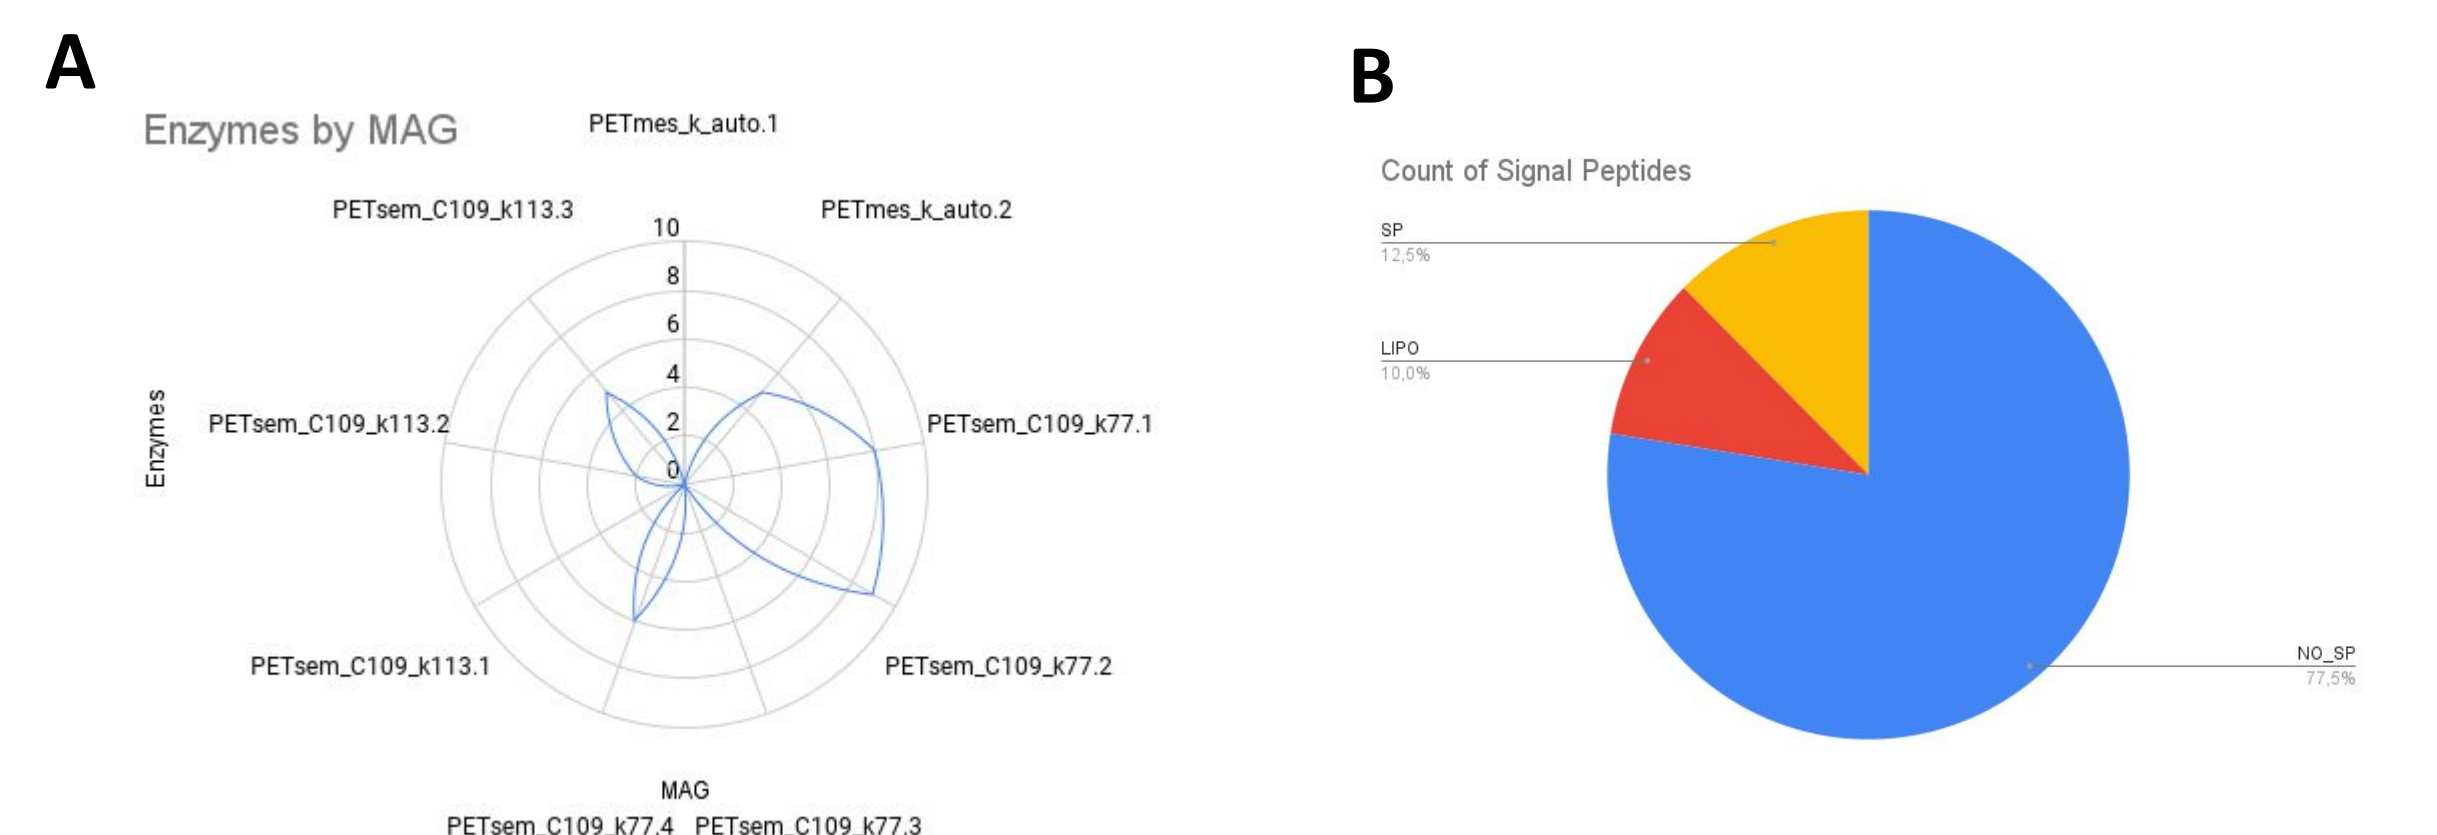 A
Enzymes by MAG
PETmes_k_auto.1
PETsem_C109_k113.3
PETmes_k_auto.2
10
8
6
4
2
0
PETsem_C109_k113.2
PETsem_C109_k77.1
Enzymes
PETsem_C109_k113.1
PETsem_C109_k77.2
MAG
PETsem_C109_k77.4 PETsem_C109_k77.3
B
Count of Signal Peptides
SP
12,5%
LIPO
10,0%
NO_SP
77,5%